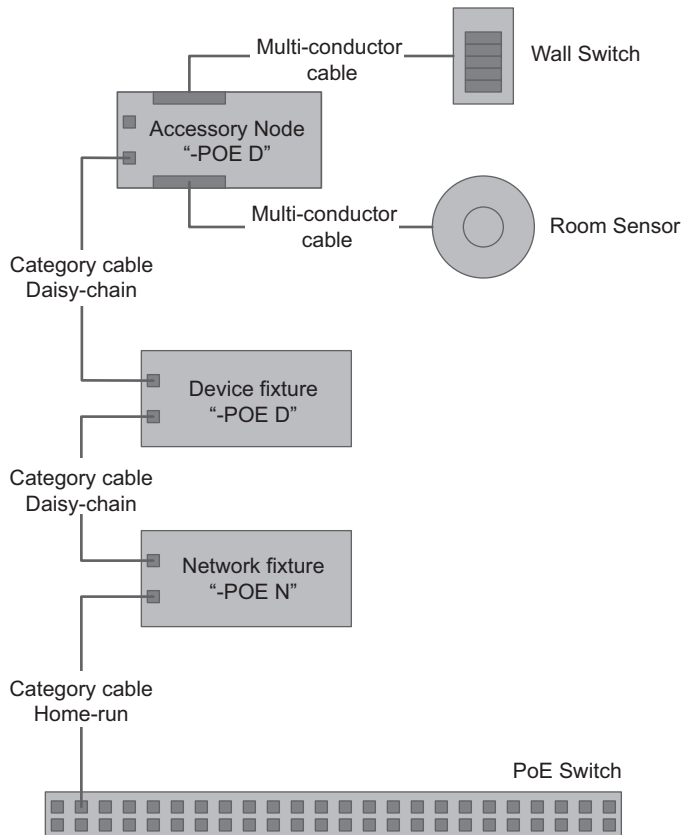 Multi-conductor
cable
Wall Switch
Accessory Node
“-POE D”
Multi-conductor
cable
Room Sensor
Category cable
Daisy-chain
Device fixture
“-POE D”
Category cable
Daisy-chain
Network fixture
“-POE N”
Category cable
Home-run
PoE Switch